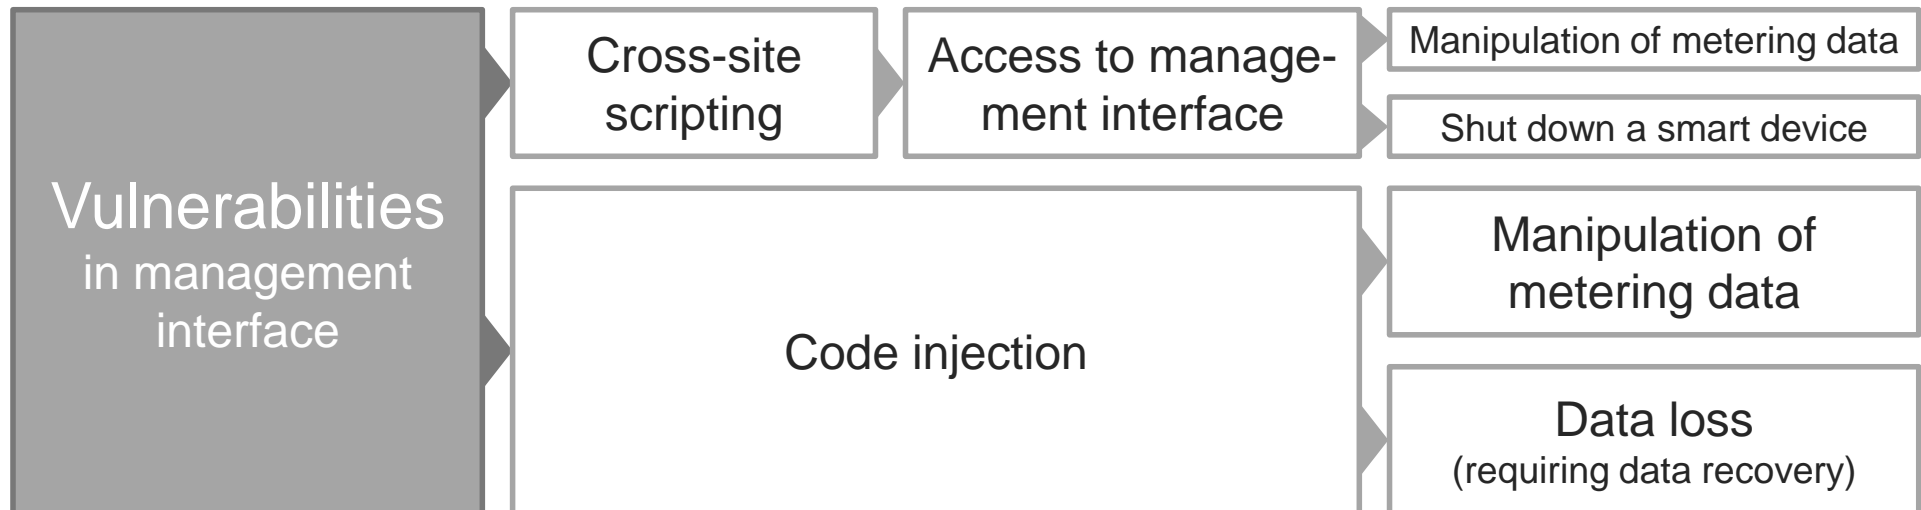 Vulnerabilities
in management
interface
Cross-site
scripting
Access to manage-
ment interface
Manipulation of metering data
Shut down a smart device
Code injection
Manipulation of
metering data
Data loss
(requiring data recovery)